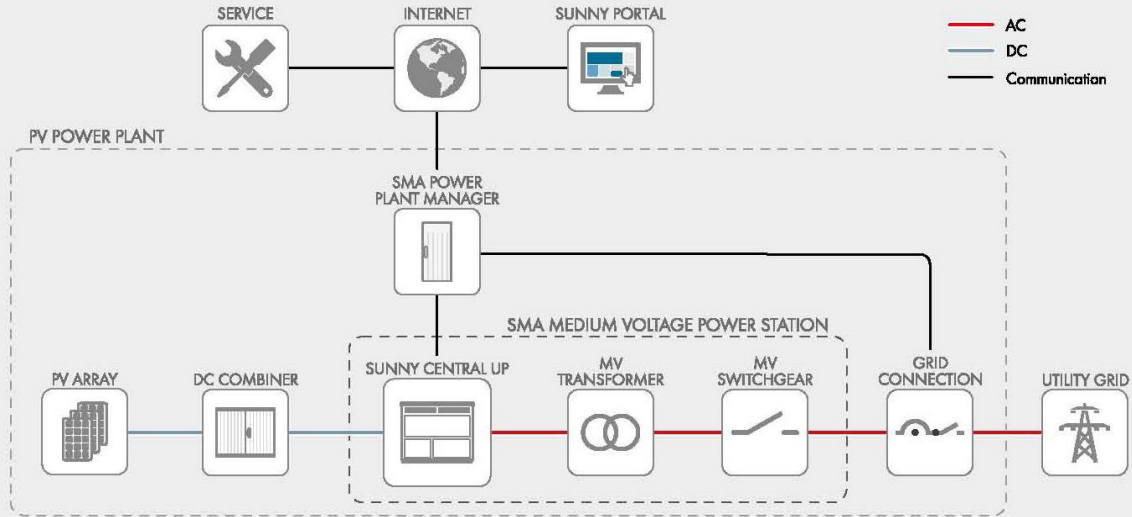 SERVICE
INTERNET
SUNNY PORTAL
AC
DC
Communication
PV POWER PLANT
SMA POWER
PLANT MANAGER
SMA MEDIUM VOLTAGE POWER STATION
PV ARRAY
DC COMBINER
SUNNY CENTRAL UP
MV
TRANSFORMER
MV
SWITCHGEAR
GRID
CONNECTION
UTILITY GRID